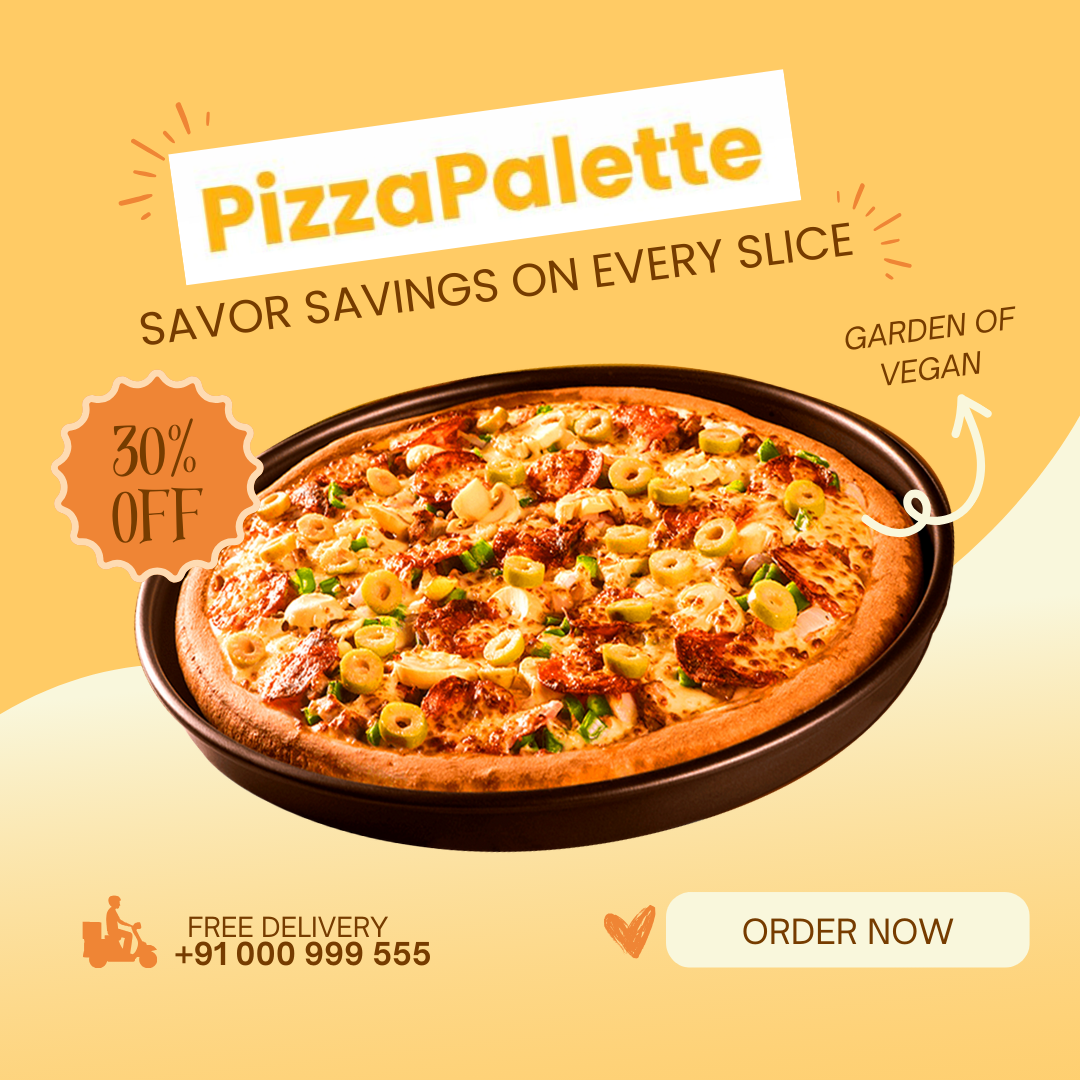 PizzaPalette
SAVOR SAVINGS ON EVERY SLICE
GARDEN OF
VEGAN
30%
OFF
FREE DELIVERY
+91 000 999 555
ORDER NOW